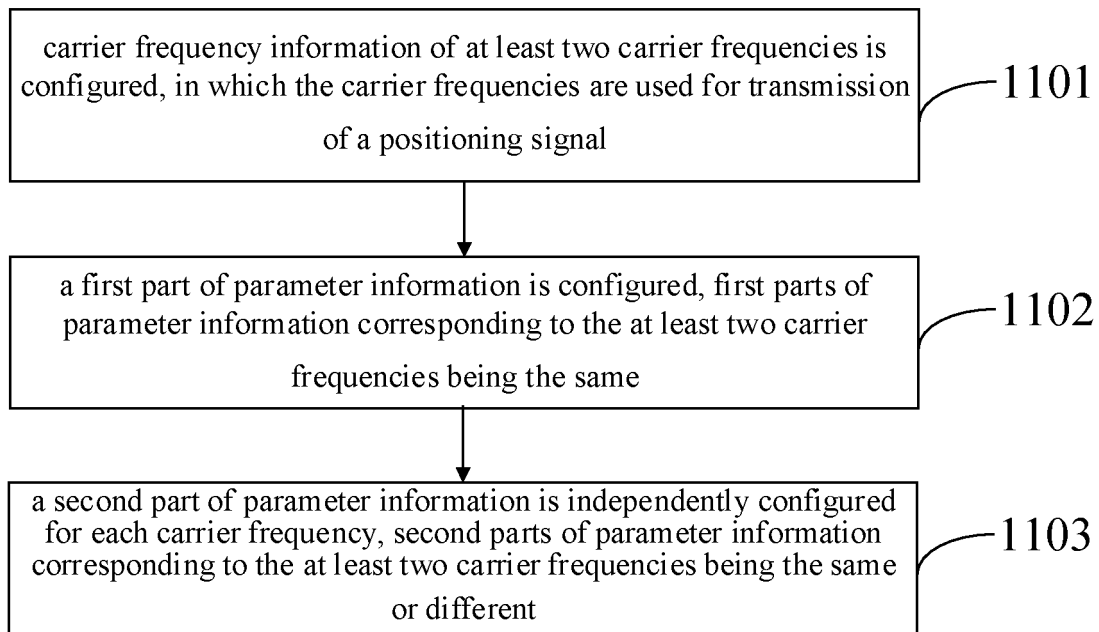 carrier frequency information of at least two carrier frequencies is
configured, in which the carrier frequencies are used for transmission
of a positioning signal
1101
a first part of parameter information is configured, first parts of
parameter information corresponding to the at least two carrier
frequencies being the same
1102
a second part of parameter information is independently configured
for each carrier frequency, second parts of parameter information
corresponding to the at least two carrier frequencies being the same
or different
1103